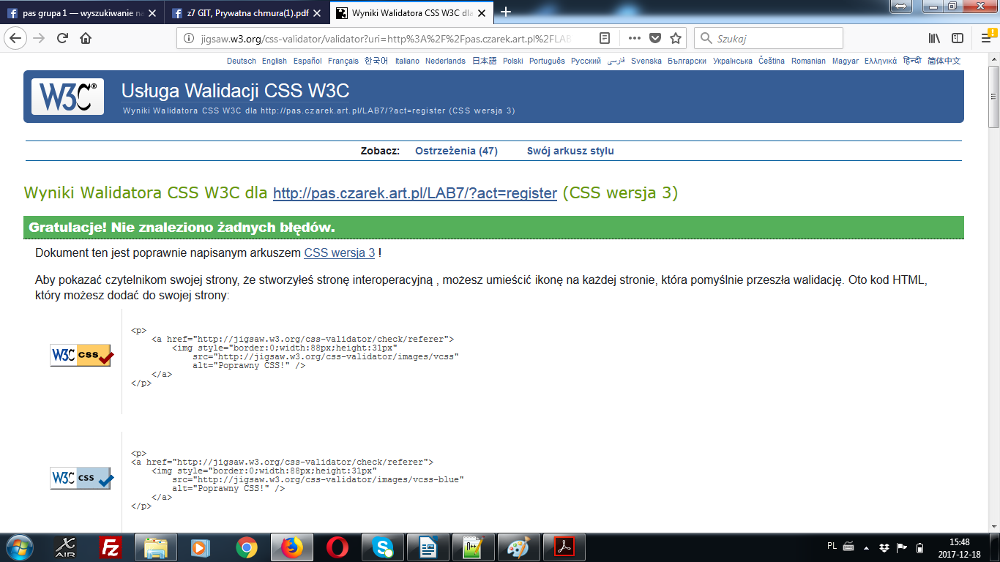 pas grupa 1 — wyszukiwanie na
z7 GIT, Prywatna chmura(1).pdf
Wyniki Walidatora CSS W3C dla
jigsaw.w3.org/css-validator/validator?uri=http%3A%2F%2Fpas.czarek.art.pl%2FLAB
Szukaj
Deutsch English Español Français 한국어 Italiano Nederlands 日本語 Polski Português Русский فارسی Svenska Български Українська Čeština Romanian Magyar Ελληνικά हिन्दी 简体中文
W3C® Usługa Walidacji CSS W3C
Wyniki Walidatora CSS W3C dla http://pas.czarek.art.pl/LAB7/?act=register (CSS wersja 3)
Zobacz: Ostrzeżenia (47) Swój arkusz stylu
Wyniki Walidatora CSS W3C dla http://pas.czarek.art.pl/LAB7/?act=register (CSS wersja 3)
Gratulacje! Nie znaleziono żadnych błędów.
Dokument ten jest poprawnie napisanym arkuszem CSS wersja 3 !
Aby pokazać czytelnikom swojej strony, że stworzyłeś stronę interoperacyjną , możesz umieścić ikonę na każdej stronie, która pomyślnie przeszła walidację. Oto kod HTML,
który możesz dodać do swojej strony:
<p>
<a href="http://jigsaw.w3.org/css-validator/check/referer">
<img style="border:0;width:88px;height:31px"
W3C css
src="http://jigsaw.w3.org/css-validator/images/vcss"
alt="Poprawny CSS!" />
</a>
</p>
<p>
<a href="http://jigsaw.w3.org/css-validator/check/referer">
<img style="border:0;width:88px;height:31px"
W3C css
src="http://jigsaw.w3.org/css-validator/images/vcss-blue"
alt="Poprawny CSS!" />
</a>
</p>
AIR
PL
15:48
2017-12-18